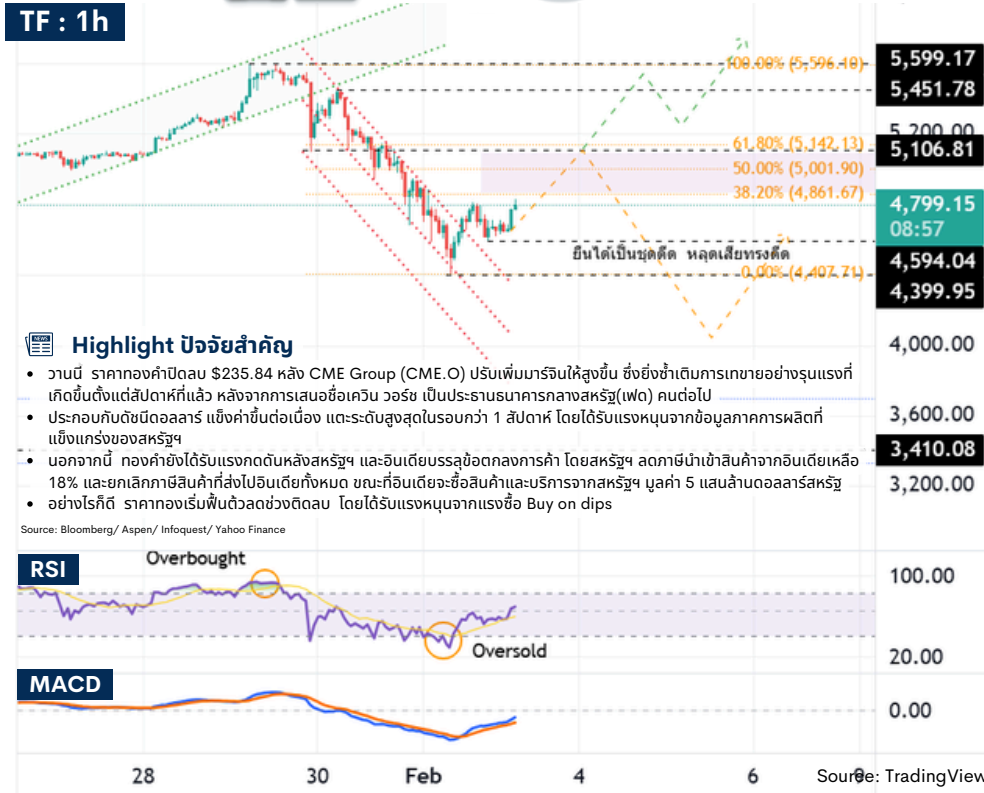 TF : 1h
5,599.17
100.00% (5,596.10)
5,451.78
5,200.00
61.80% (5,142.13)
5,106.81
50.00% (5,001.90)
38.20% (4,861.67)
4,799.15
08:57
ยืนได้เป็นชุดดีด หลุดเสียทรงดีด
4,594.04
0.00% (4,407.71)
4,399.95
4,000.00
Highlight ปัจจัยสำคัญ
• วานนี้ ราคาทองคำปิดลบ $235.84 หลัง CME Group (CME.O) ปรับเพิ่มมาร์จินให้สูงขึ้น ซึ่งยิ่งซ้ำเติมการเทขายอย่างรุนแรงที่
เกิดขึ้นตั้งแต่สัปดาห์ที่แล้ว หลังจากการเสนอชื่อเควิน วอร์ช เป็นประธานธนาคารกลางสหรัฐ(เฟด) คนต่อไป
• ประกอบกับดัชนีดอลลาร์ แข็งค่าขึ้นต่อเนื่อง แตะระดับสูงสุดในรอบกว่า 1 สัปดาห์ โดยได้รับแรงหนุนจากข้อมูลภาคการผลิตที่
แข็งแกร่งของสหรัฐฯ
• นอกจากนี้ ทองคำยังได้รับแรงกดดันหลังสหรัฐฯ และอินเดียบรรลุข้อตกลงการค้า โดยสหรัฐฯ ลดภาษีนำเข้าสินค้าจากอินเดียเหลือ
18% และยกเลิกภาษีสินค้าที่ส่งไปอินเดียทั้งหมด ขณะที่อินเดียจะซื้อสินค้าและบริการจากสหรัฐฯ มูลค่า 5 แสนล้านดอลลาร์สหรัฐ
• อย่างไรก็ดี ราคาทองเริ่มฟื้นตัวลดช่วงติดลบ โดยได้รับแรงหนุนจากแรงซื้อ Buy on dips
3,600.00
3,410.08
3,200.00
Source: Bloomberg/ Aspen/ Infoquest/ Yahoo Finance
Overbought
RSI
100.00
Oversold
20.00
MACD
0.00
28 30 Feb 4 6
Source: TradingView